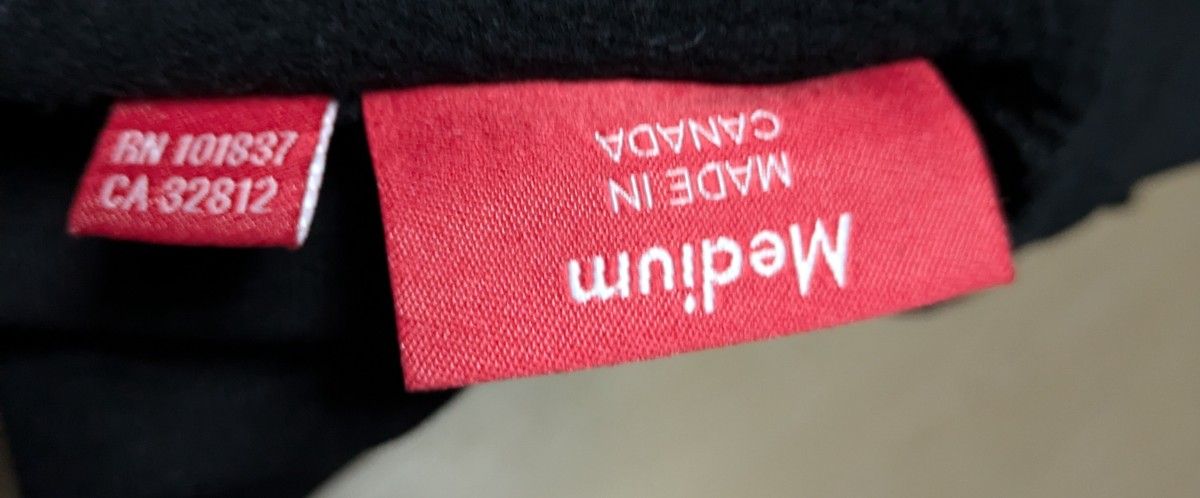 RN 101837
CA 32812
Medium
MADE IN
CANADA